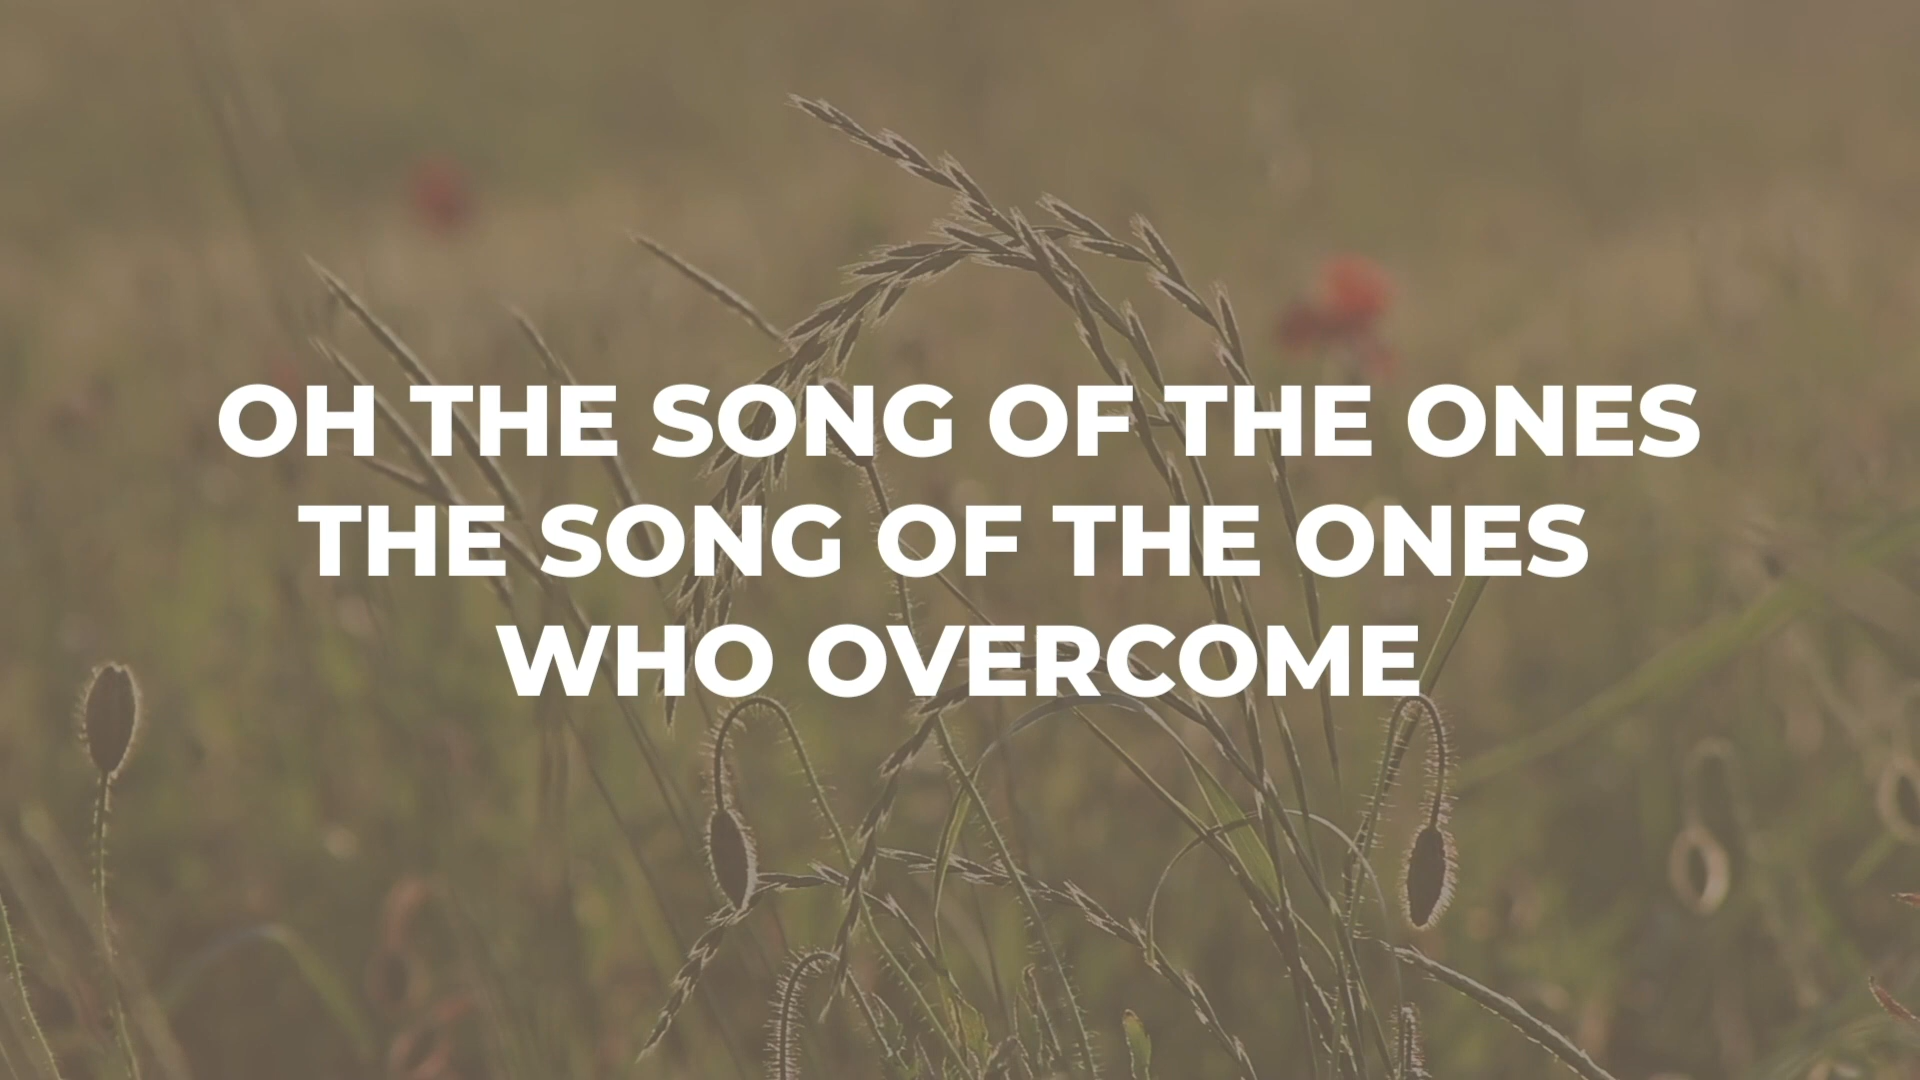 OH THE SONG OF THE ONES
THE SONG OF THE ONES
WHO OVERCOME